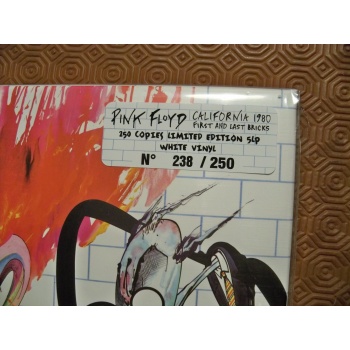 PINK FLOYD CALIFORNIA 1980
FIRST AND LAST BRICKS
250 COPIES LIMITED EDITION 5LP
WHITE VINYL
N° 238 / 250